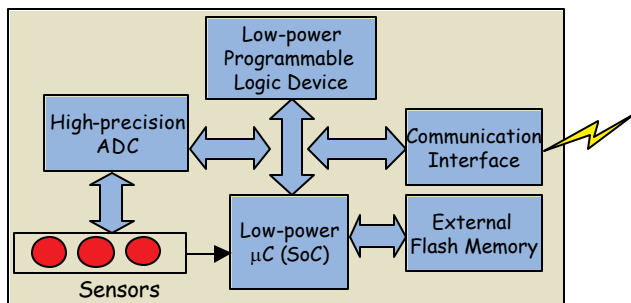 Low-power
Programmable
Logic Device
High-precision
ADC
Communication
Interface
Low-power
μC (SoC)
External
Flash Memory
Sensors